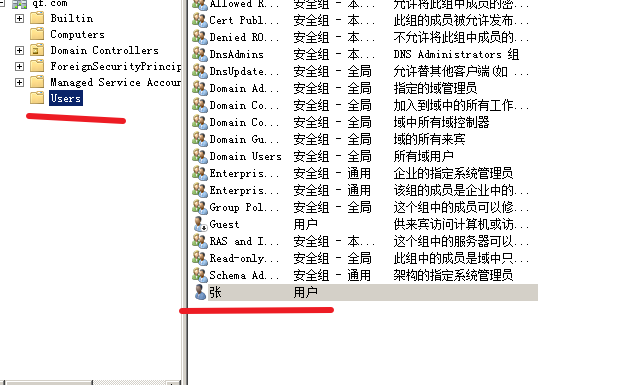 qf.com
Builtin
Computers
Domain Controllers
ForeignSecurityPrincip
Managed Service Accour
Users
Allowed R... 安全组 - 本... 允许将此组中成员的密...
Cert Publ... 安全组 - 本... 此组的成员被允许发布...
Denied RO... 安全组 - 本... 不允许将此组中成员的...
DnsAdmins 安全组 - 本... DNS Administrators 组
DnsUpdate... 安全组 - 全局 允许替其他客户端(如 ...
Domain Ad... 安全组 - 全局 指定的域管理员
Domain Co... 安全组 - 全局 加入到域中的所有工作...
Domain Co... 安全组 - 全局 域中所有域控制器
Domain Gu... 安全组 - 全局 域的所有来宾
Domain Users 安全组 - 全局 所有域用户
Enterpris... 安全组 - 通用 企业的指定系统管理员
Enterpris... 安全组 - 通用 该组的成员是企业中的...
Group Pol... 安全组 - 全局 这个组中的成员可以修...
Guest 用户 供来宾访问计算机或访...
RAS and I... 安全组 - 本... 这个组中的服务器可以...
Read-only... 安全组 - 全局 此组中的成员是域中只...
Schema Ad... 安全组 - 通用 架构的指定系统管理员
张 用户